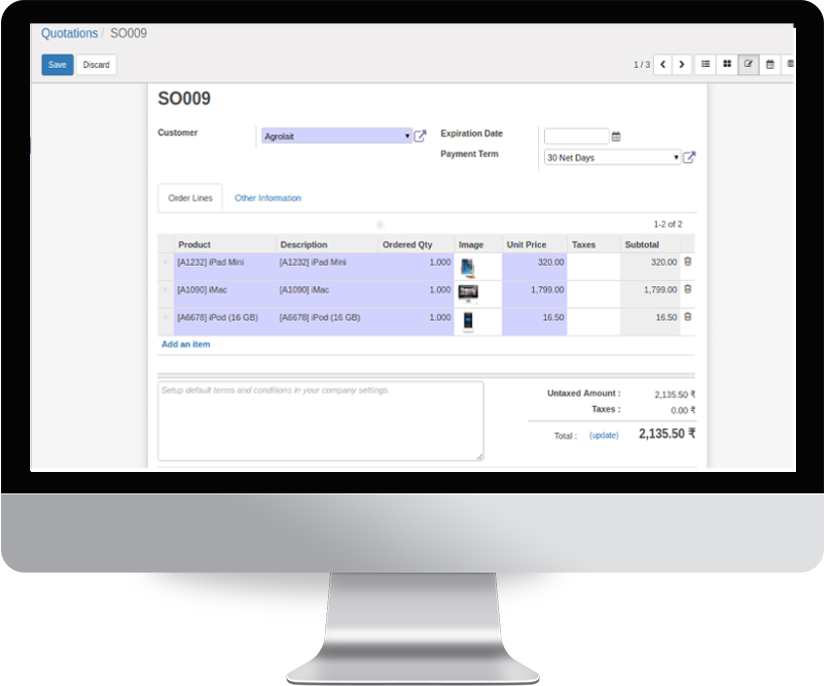 Quotations / SO009
Save Discard 1 / 3
SO009
Customer Agrolait Expiration Date
Payment Term 30 Net Days
Order Lines Other Information
1-2 of 2
Product Description Ordered Qty Image Unit Price Taxes Subtotal
[A1232] iPad Mini [A1232] iPad Mini 1.000 320.00 320.00
[A1090] iMac [A1090] iMac 1.000 1,799.00 1,799.00
[A6678] iPod (16 GB) [A6678] iPod (16 GB) 1.000 16.50 16.50
Add an item
Setup default terms and conditions in your company settings.
Untaxed Amount : 2,135.50 ₹
Taxes : 0.00 ₹
Total : (update) 2,135.50 ₹